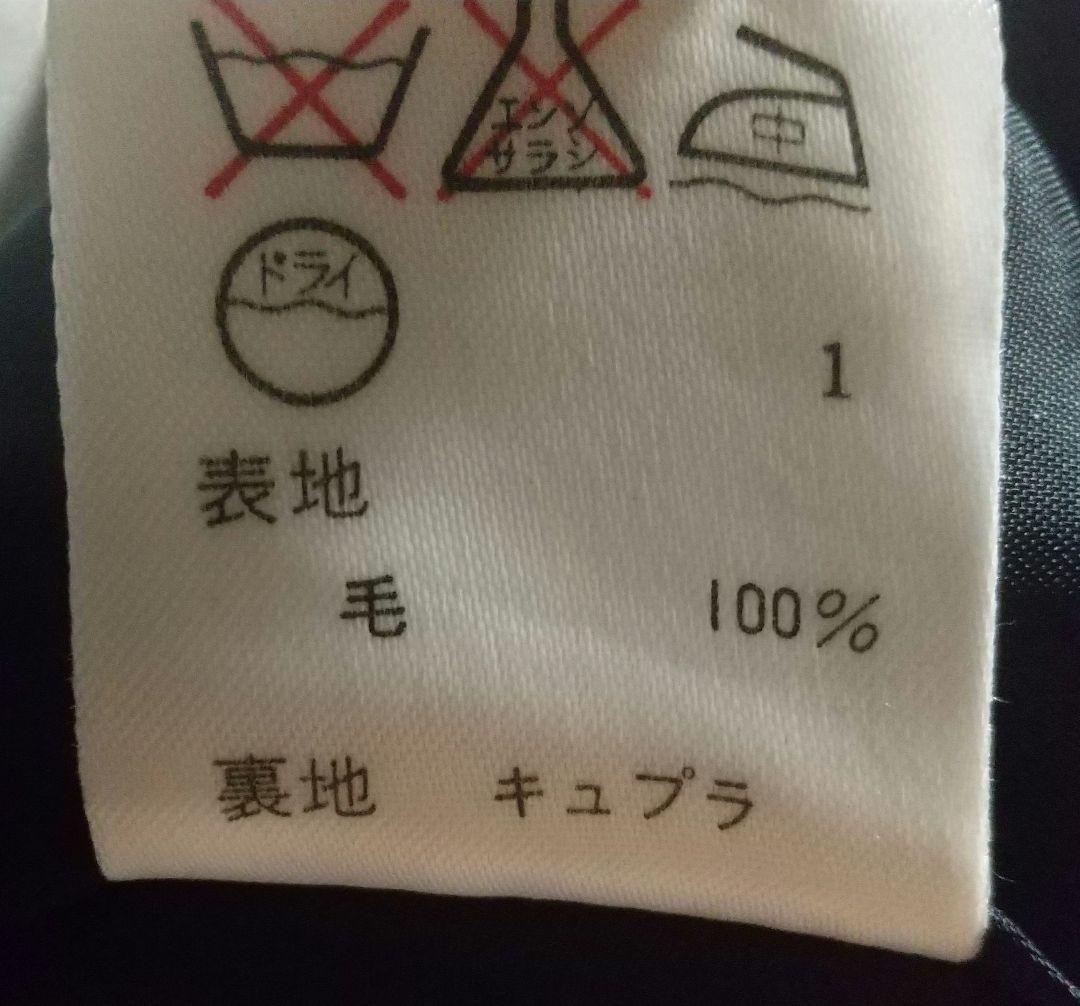 エンソ
サラシ
中
ドライ
1
表地
毛 100%
裏地 キュプラ